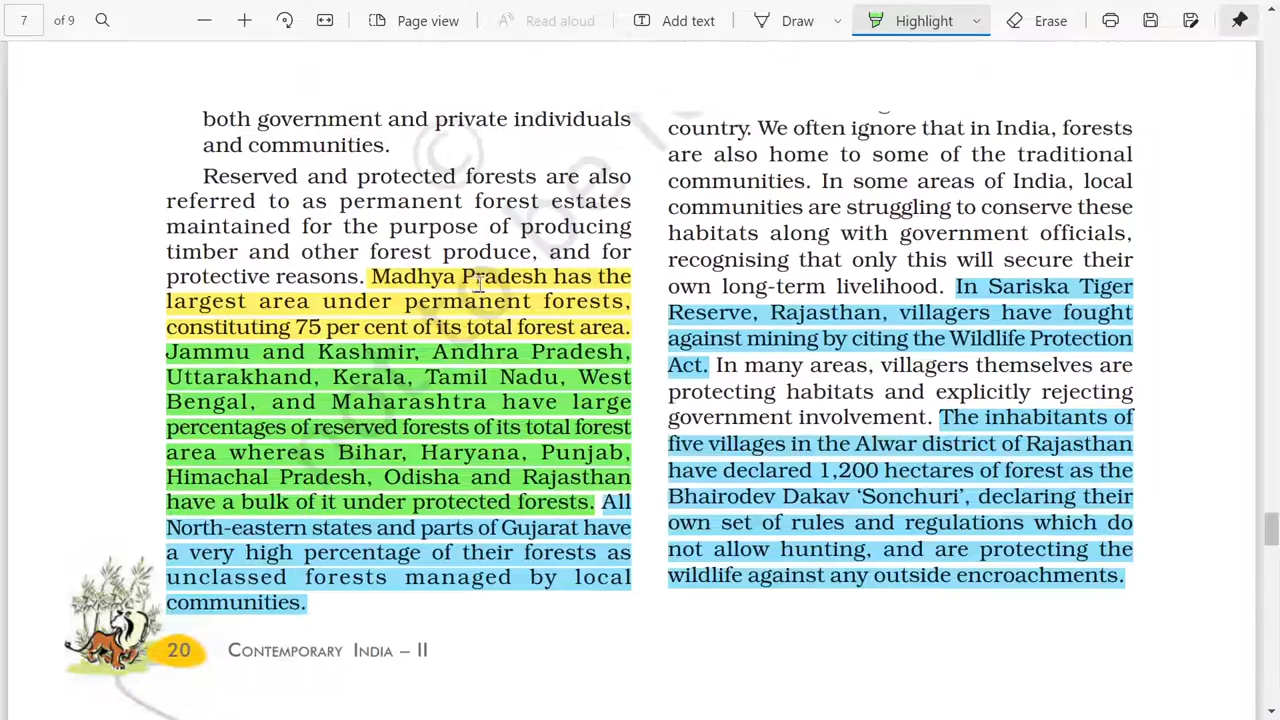 7 of 9 Page view Read aloud Add text Draw Highlight Erase
both government and private individuals
and communities.
Reserved and protected forests are also
referred to as permanent forest estates
maintained for the purpose of producing
timber and other forest produce, and for
protective reasons. Madhya Pradesh has the
largest area under permanent forests,
constituting 75 per cent of its total forest area.
Jammu and Kashmir, Andhra Pradesh,
Uttarakhand, Kerala, Tamil Nadu, West
Bengal, and Maharashtra have large
percentages of reserved forests of its total forest
area whereas Bihar, Haryana, Punjab,
Himachal Pradesh, Odisha and Rajasthan
have a bulk of it under protected forests. All
North-eastern states and parts of Gujarat have
a very high percentage of their forests as
unclassed forests managed by local
communities.
country. We often ignore that in India, forests
are also home to some of the traditional
communities. In some areas of India, local
communities are struggling to conserve these
habitats along with government officials,
recognising that only this will secure their
own long-term livelihood. In Sariska Tiger
Reserve, Rajasthan, villagers have fought
against mining by citing the Wildlife Protection
Act. In many areas, villagers themselves are
protecting habitats and explicitly rejecting
government involvement. The inhabitants of
five villages in the Alwar district of Rajasthan
have declared 1,200 hectares of forest as the
Bhairodev Dakav ‘Sonchuri’, declaring their
own set of rules and regulations which do
not allow hunting, and are protecting the
wildlife against any outside encroachments.
20 Contemporary India – II